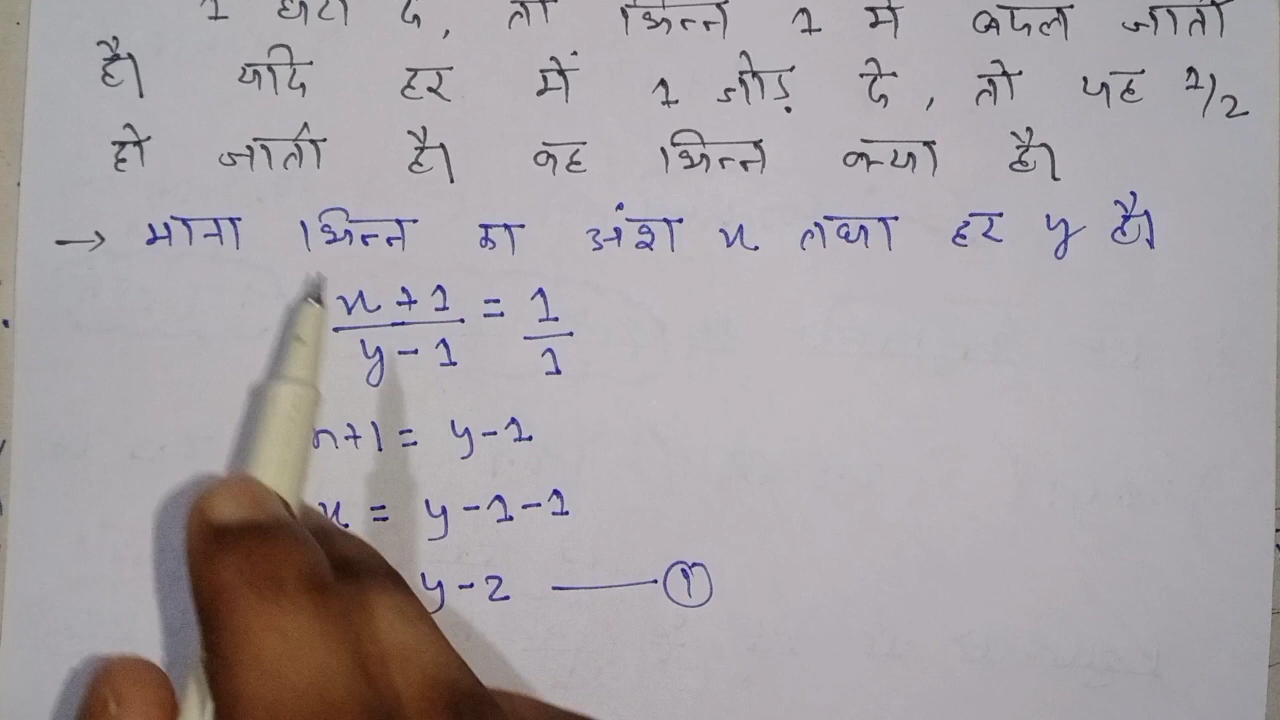 1 घटा दे, तो भिन्न 1 में बदल जाती
है। यदि हर में 1 जोड़ दे, तो यह 1/2
हो जाती है। वह भिन्न क्या है।
→ माना भिन्न का अंश x तथा हर y है।
x+1 / y-1 = 1/1
x+1 = y-1
x = y-1-1
y-2 —— ①